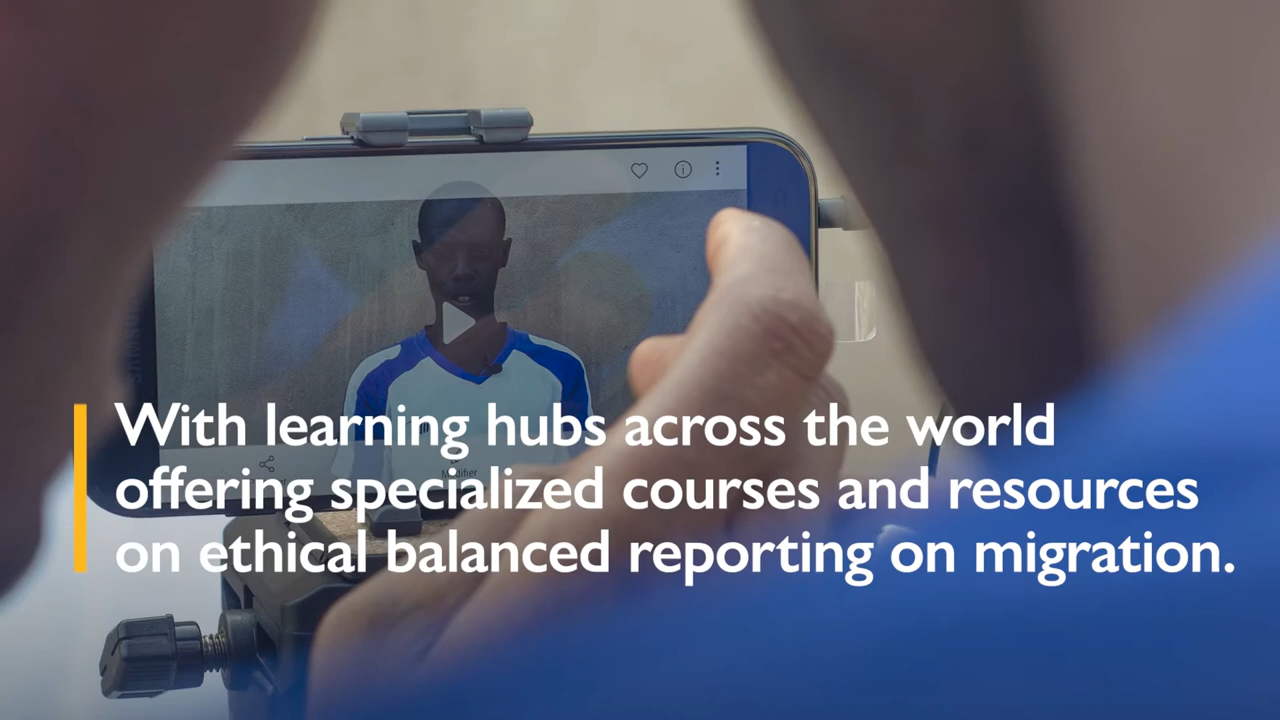 Modifier
With learning hubs across the world
offering specialized courses and resources
on ethical balanced reporting on migration.